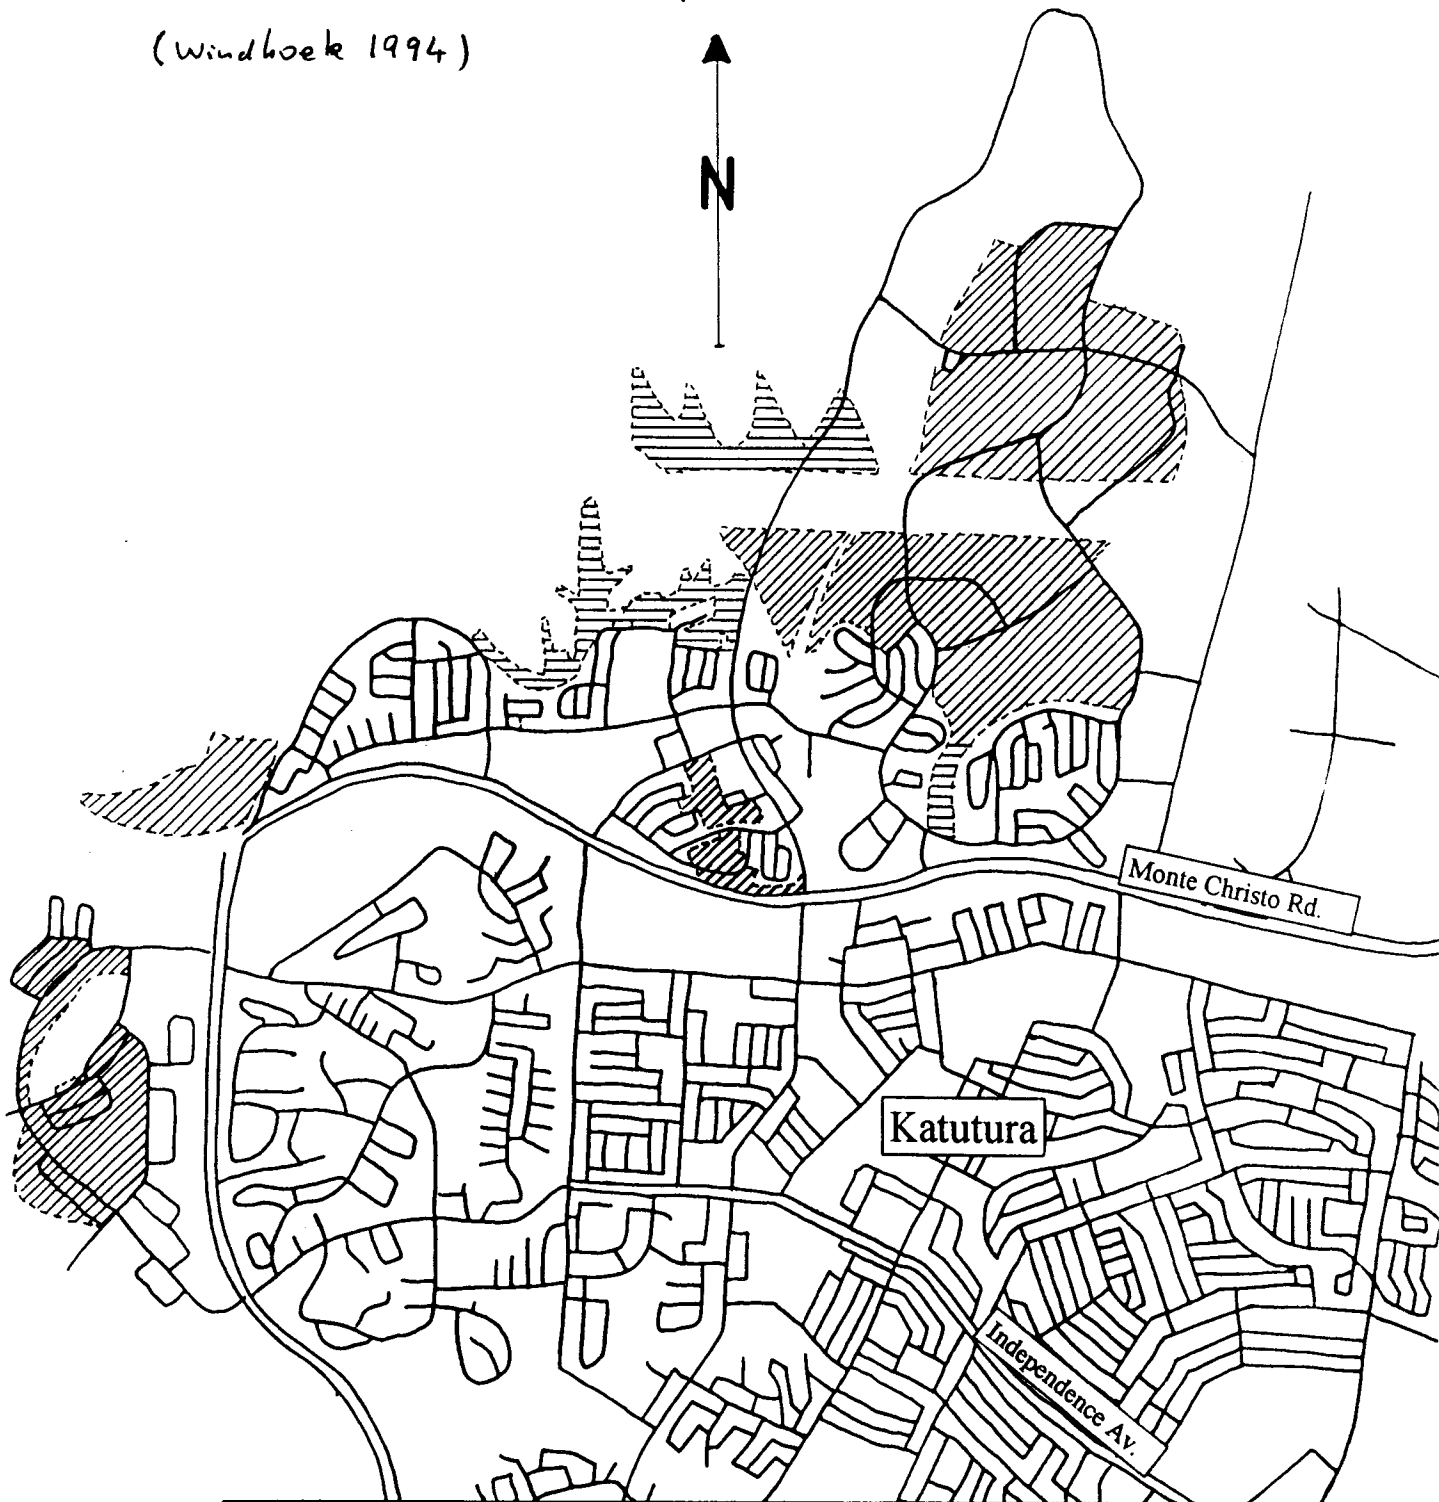 (Windhoek 1994)
N
Monte Christo Rd.
Katutura
Independence Av.